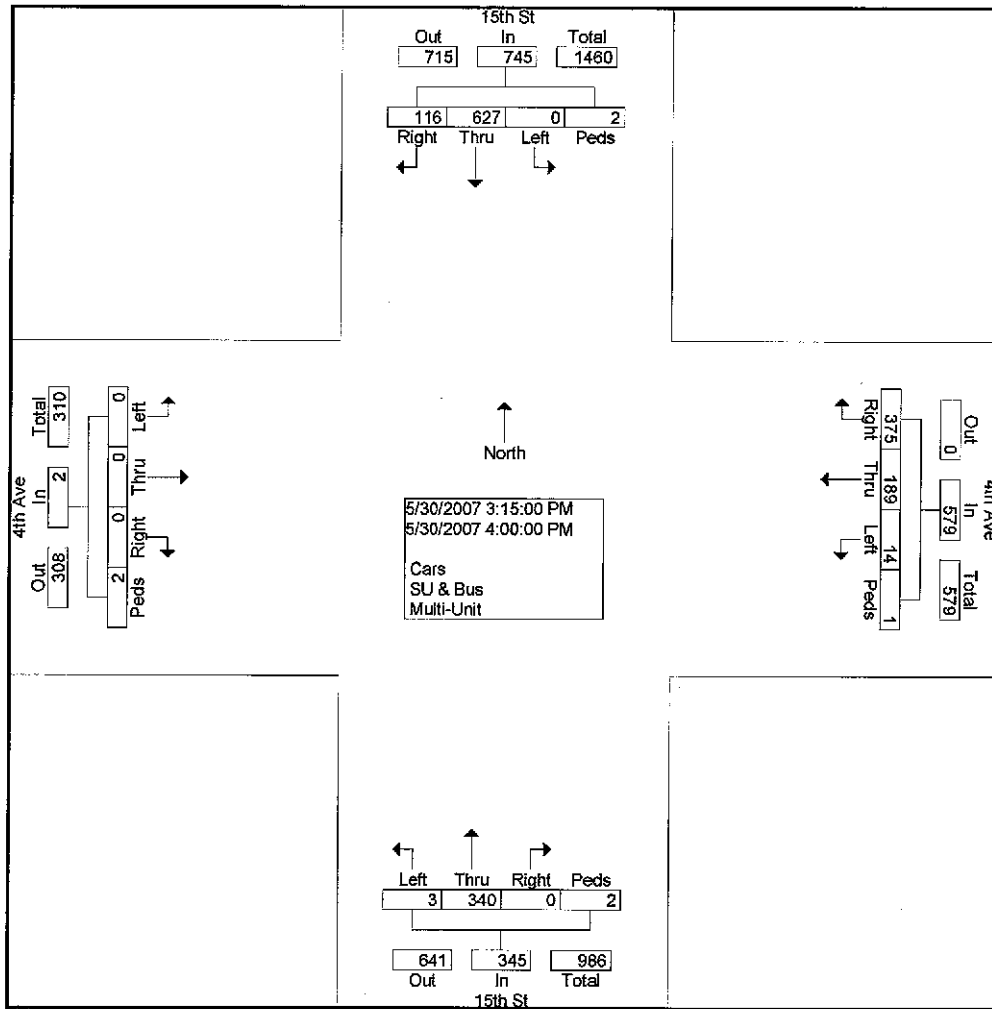 15th St
Out In Total
715 745 1460
116 627 0 2
Right Thru Left Peds
4th Ave
Total In Out
310 2 308
0 0 0 2
Left Thru Right Peds
North
5/30/2007 3:15:00 PM
5/30/2007 4:00:00 PM
Cars
SU & Bus
Multi-Unit
4th Ave
Out In Total
0 579 579
375 189 14 1
Right Thru Left Peds
Left Thru Right Peds
3 340 0 2
641 345 986
Out In Total
15th St